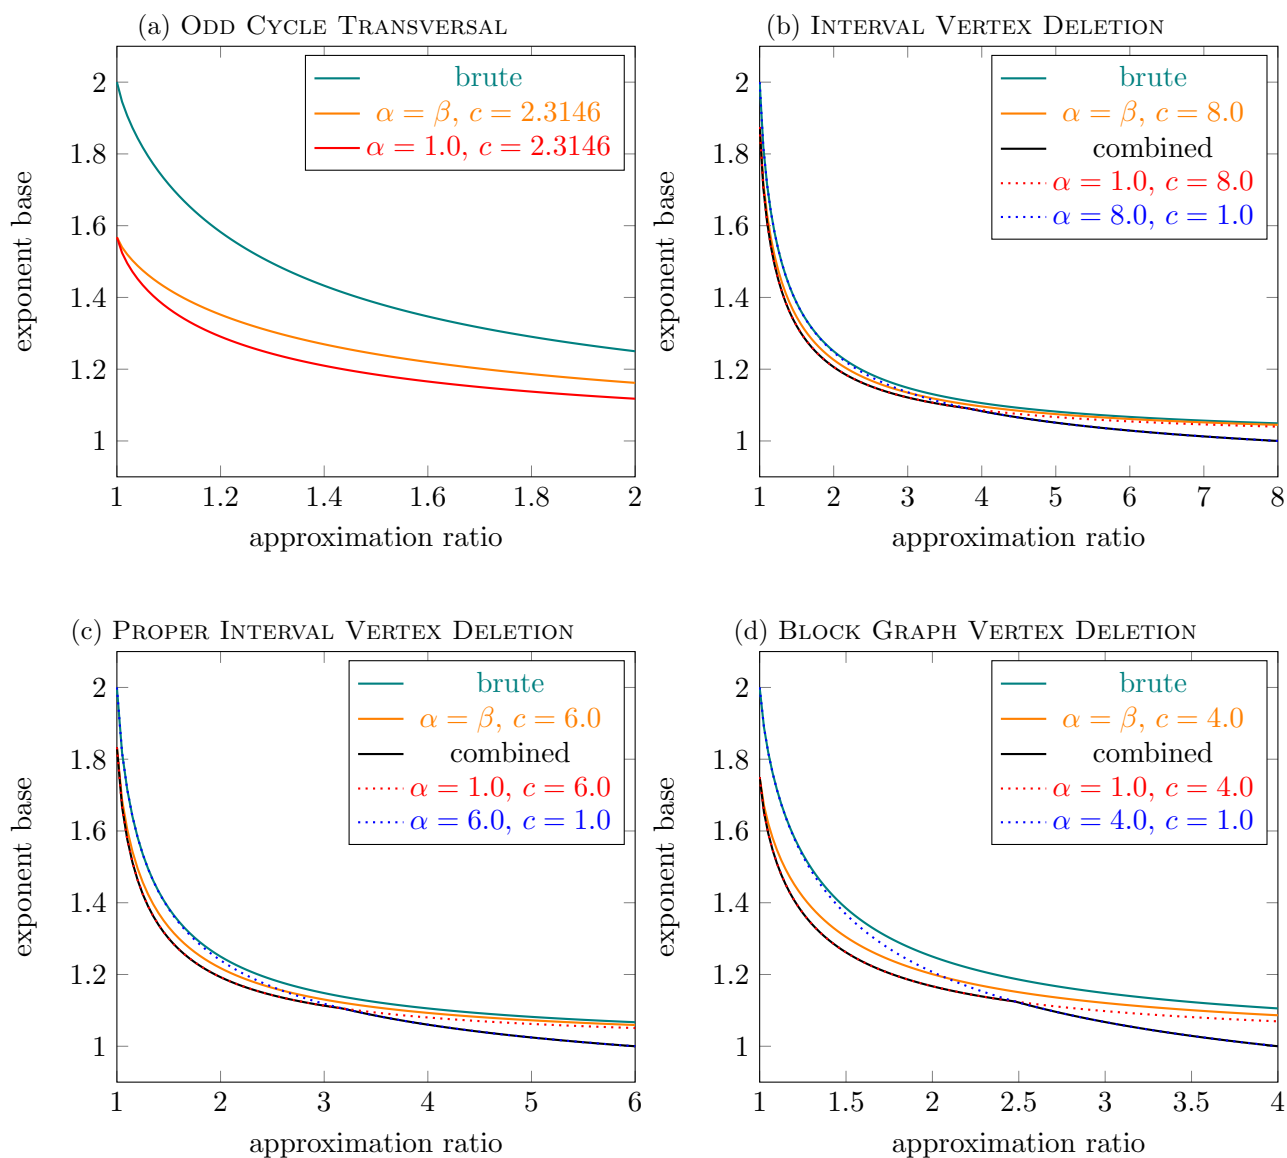 (a) ODD CYCLE TRANSVERSAL
brute
α = β, c = 2.3146
α = 1.0, c = 2.3146
2
1.8
1.6
1.4
1.2
1
exponent base
1 1.2 1.4 1.6 1.8 2
approximation ratio
(b) INTERVAL VERTEX DELETION
brute
α = β, c = 8.0
combined
α = 1.0, c = 8.0
α = 8.0, c = 1.0
2
1.8
1.6
1.4
1.2
1
exponent base
1 2 3 4 5 6 7 8
approximation ratio
(c) PROPER INTERVAL VERTEX DELETION
brute
α = β, c = 6.0
combined
α = 1.0, c = 6.0
α = 6.0, c = 1.0
2
1.8
1.6
1.4
1.2
1
exponent base
1 2 3 4 5 6
approximation ratio
(d) BLOCK GRAPH VERTEX DELETION
brute
α = β, c = 4.0
combined
α = 1.0, c = 4.0
α = 4.0, c = 1.0
2
1.8
1.6
1.4
1.2
1
exponent base
1 1.5 2 2.5 3 3.5 4
approximation ratio